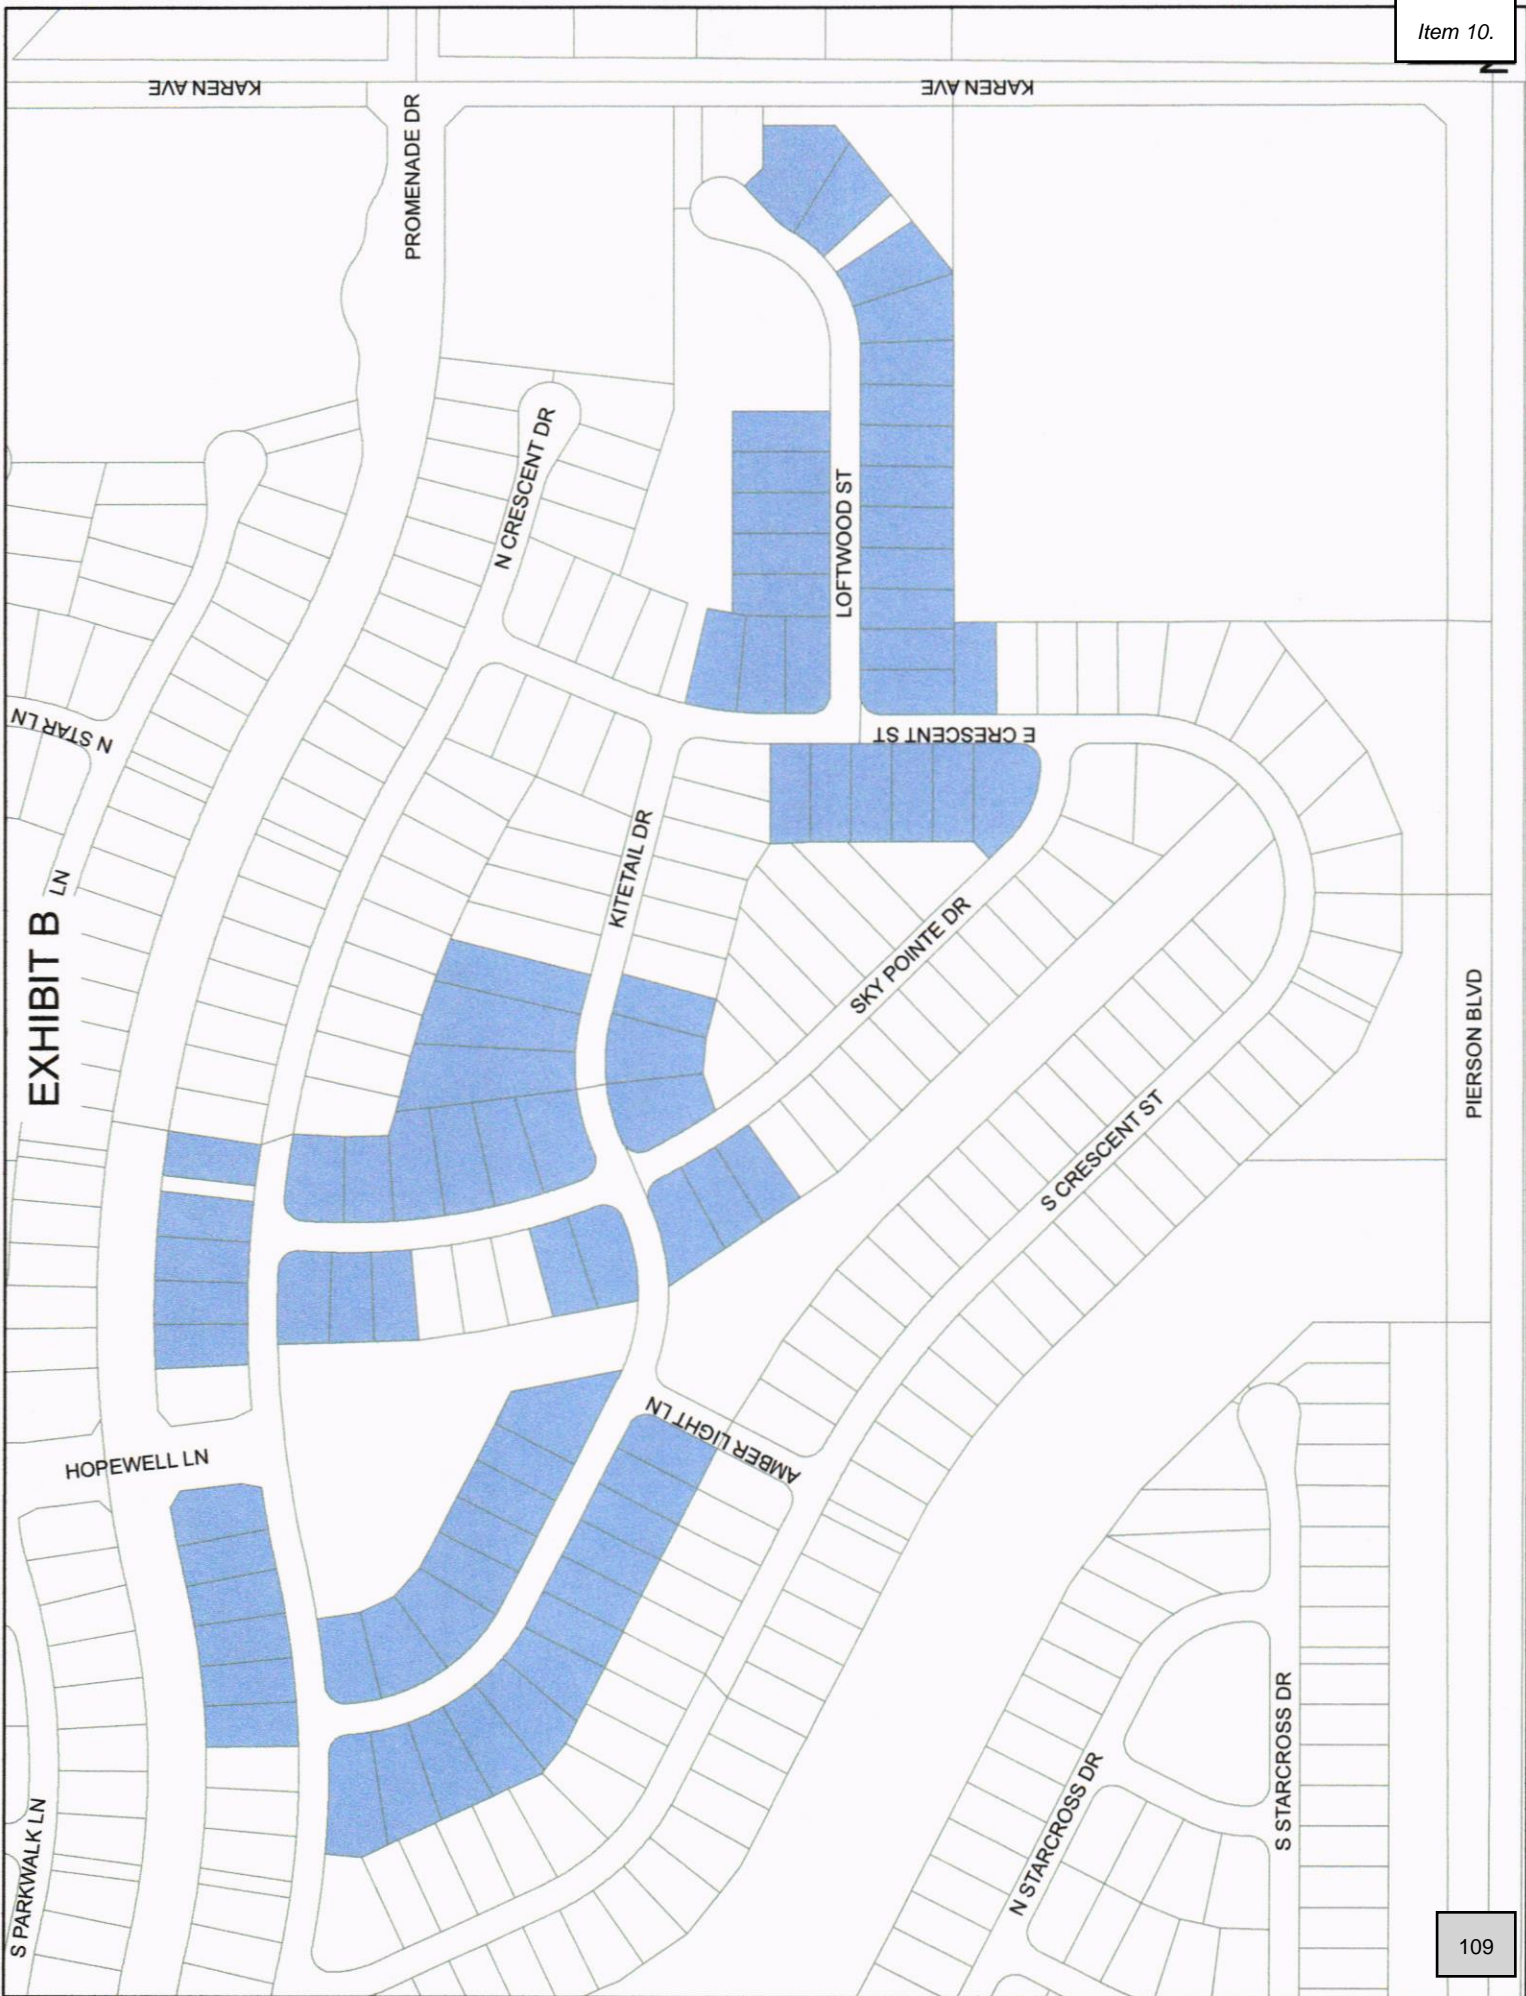 Item 10.
KAREN AVE
KAREN AVE
PROMENADE DR
N CRESCENT DR
LOFTWOOD ST
N STAR LN
E CRESCENT ST
KITETAIL DR
LN
EXHIBIT B
SKY POINTE DR
PIERSON BLVD
S CRESCENT ST
AMBER LIGHT LN
HOPEWELL LN
S STARCROSS DR
N STARCROSS DR
S PARKWALK LN
109